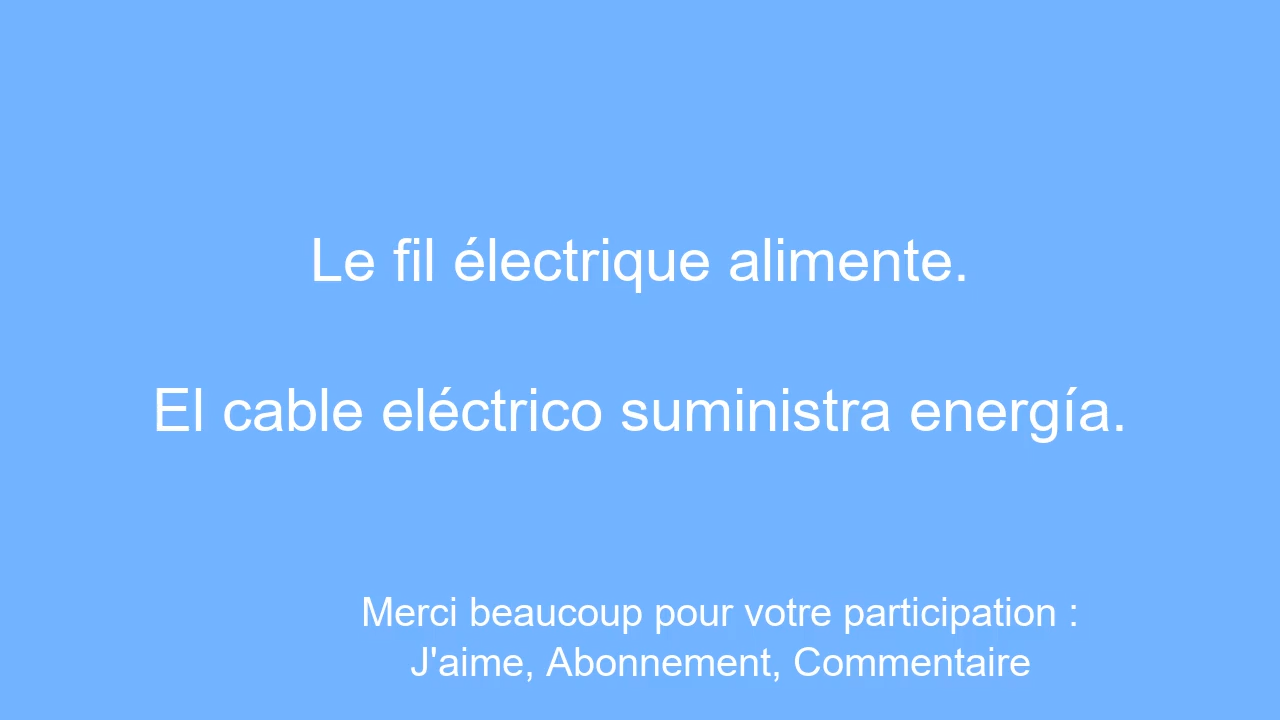 Le fil électrique alimente.
El cable eléctrico suministra energía.
Merci beaucoup pour votre participation :
J'aime, Abonnement, Commentaire